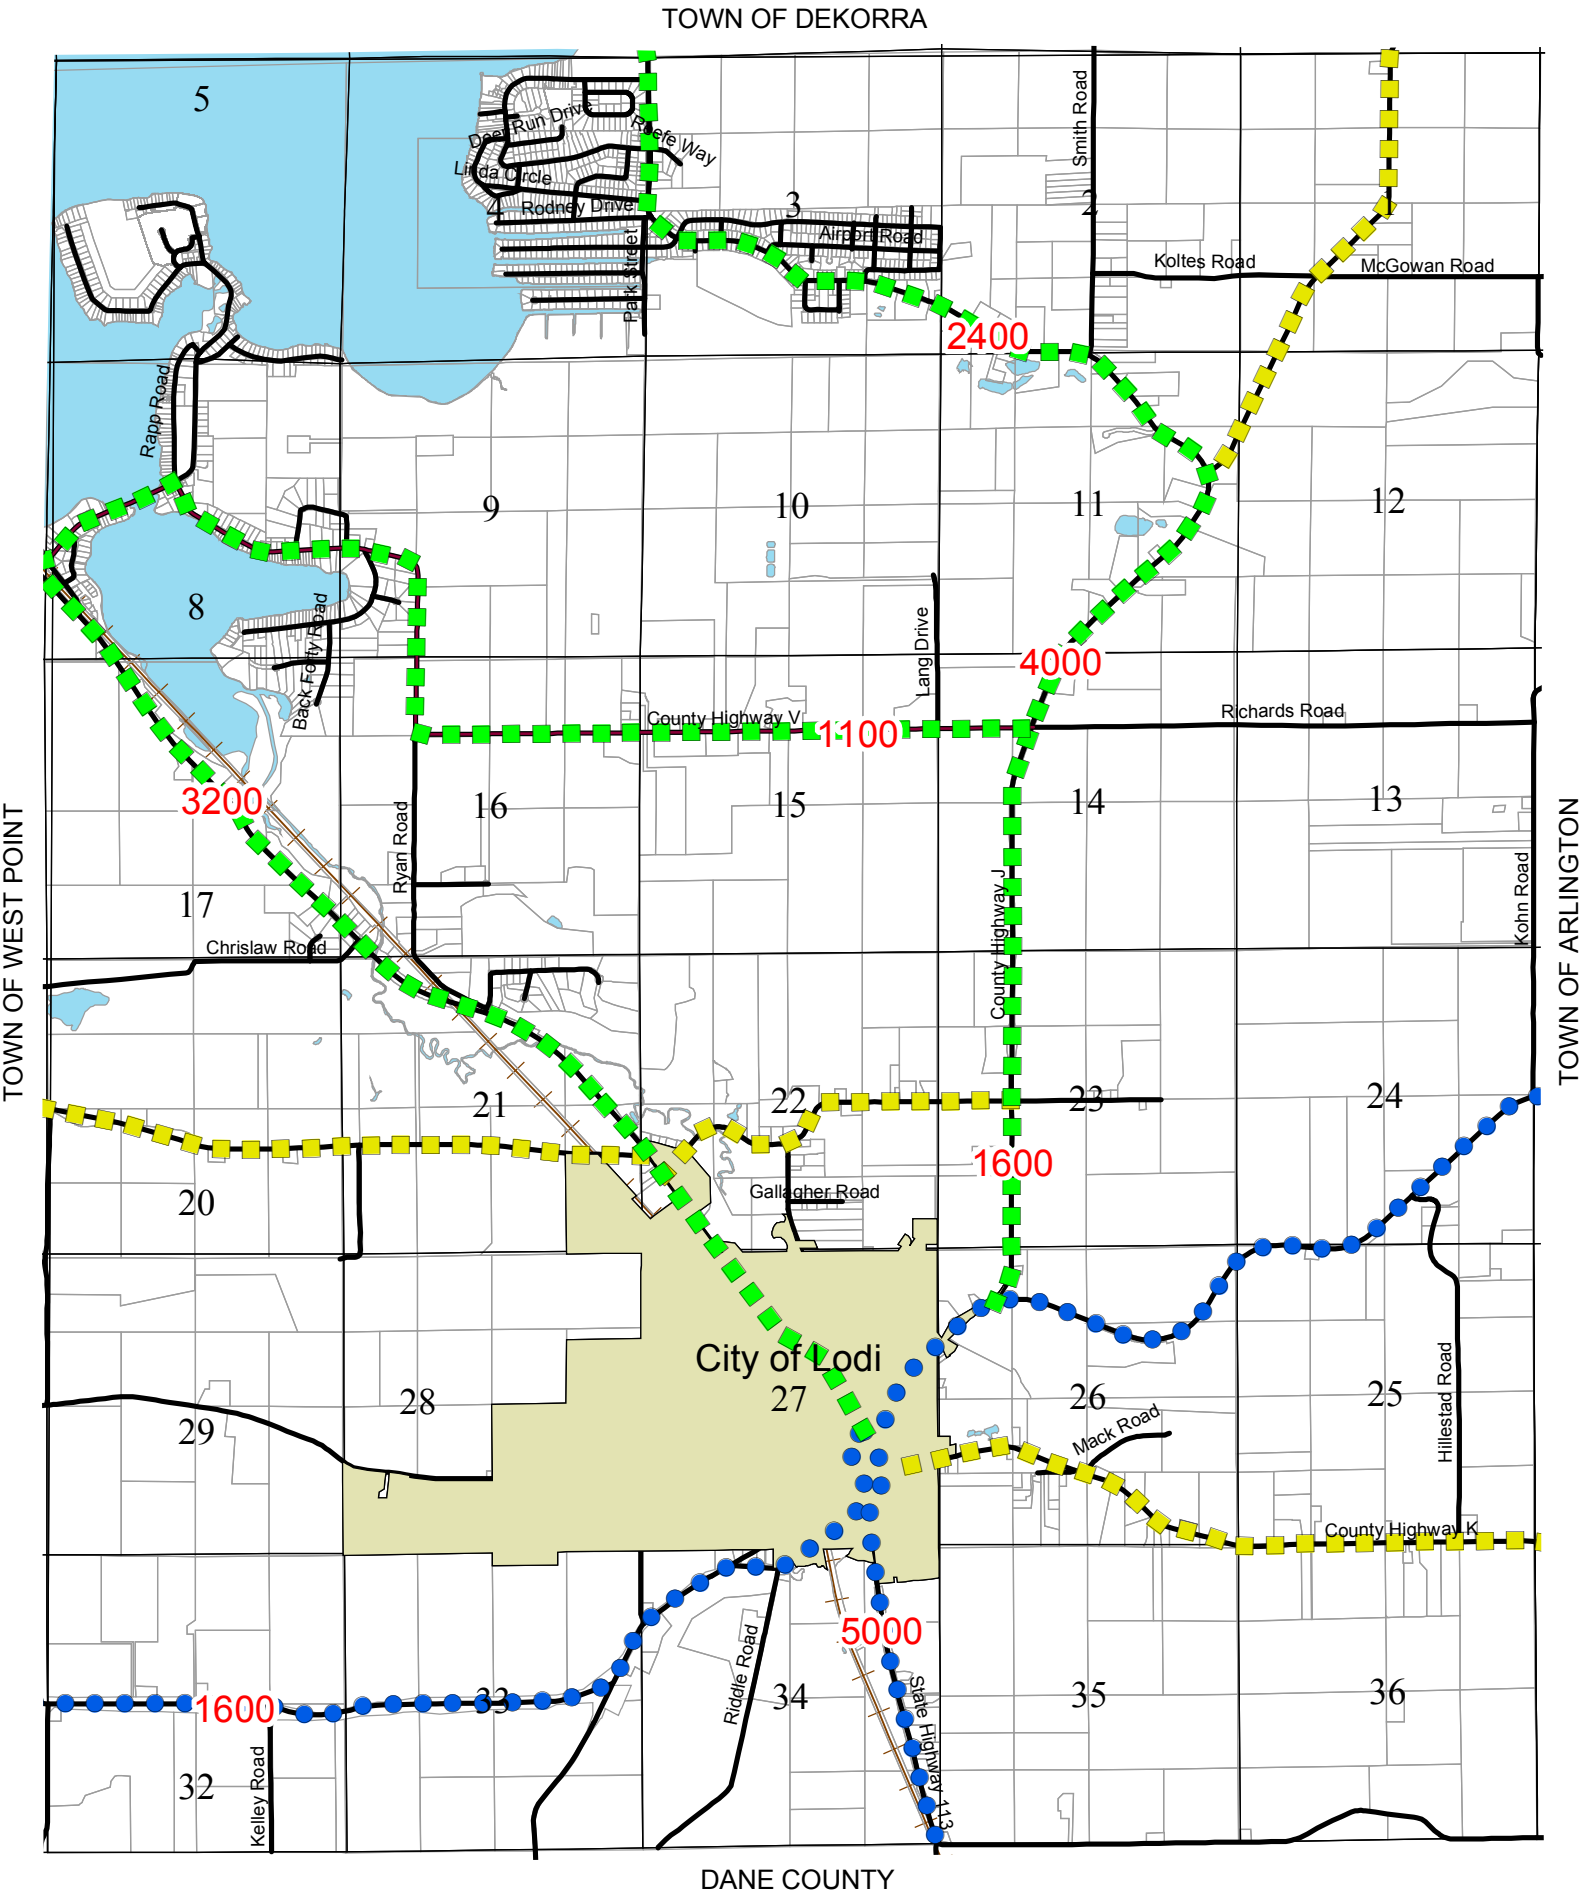 TOWN OF DEKORRA
5
Deer Run Drive
Reefe Way
Linda Circle
4
Rodney Drive
3
Airport Road
Park Street
Smith Road
2
1
Koltes Road
McGowan Road
2400
Rapp Road
9
10
11
12
8
Back Forty Road
Lang Drive
4000
County Highway V
1100
Richards Road
3200
16
15
14
13
Ryan Road
TOWN OF WEST POINT
TOWN OF ARLINGTON
Kohn Road
17
County Highway J
Chrislaw Road
21
22
23
24
1600
20
Gallagher Road
City of Lodi
27
28
29
26
25
Mack Road
Hillestad Road
County Highway K
5000
Riddle Road
State Highway 113
34
35
36
1600
33
32
Kelley Road
DANE COUNTY